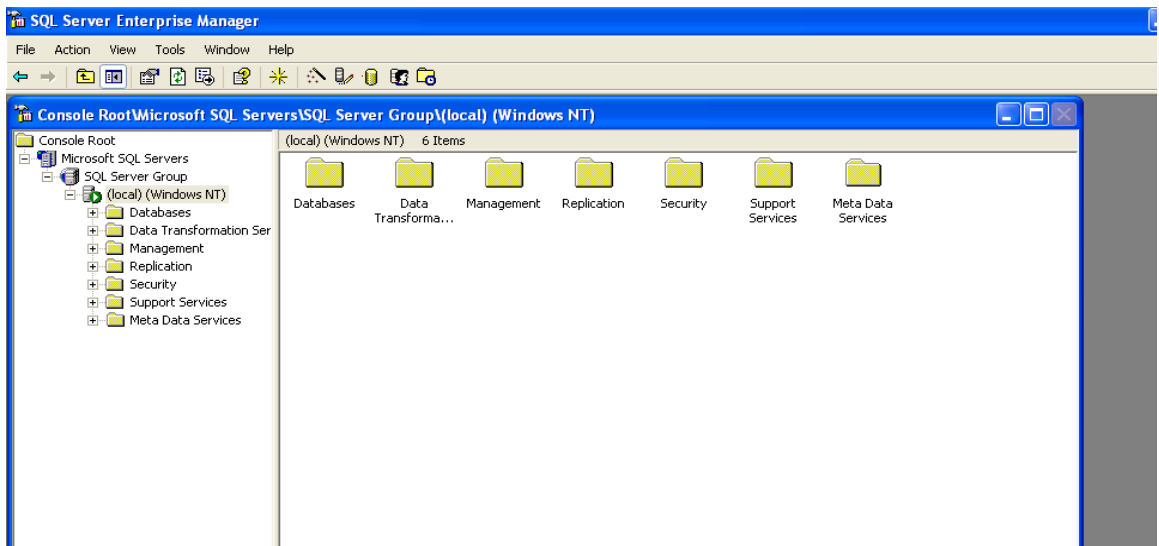 SQL Server Enterprise Manager
File Action View Tools Window Help
Console Root\Microsoft SQL Servers\SQL Server Group\(local) (Windows NT)
Console Root
Microsoft SQL Servers
SQL Server Group
(local) (Windows NT)
Databases
Data Transformation Ser
Management
Replication
Security
Support Services
Meta Data Services
(local) (Windows NT) 6 Items
Databases
Data
Transforma...
Management
Replication
Security
Support
Services
Meta Data
Services